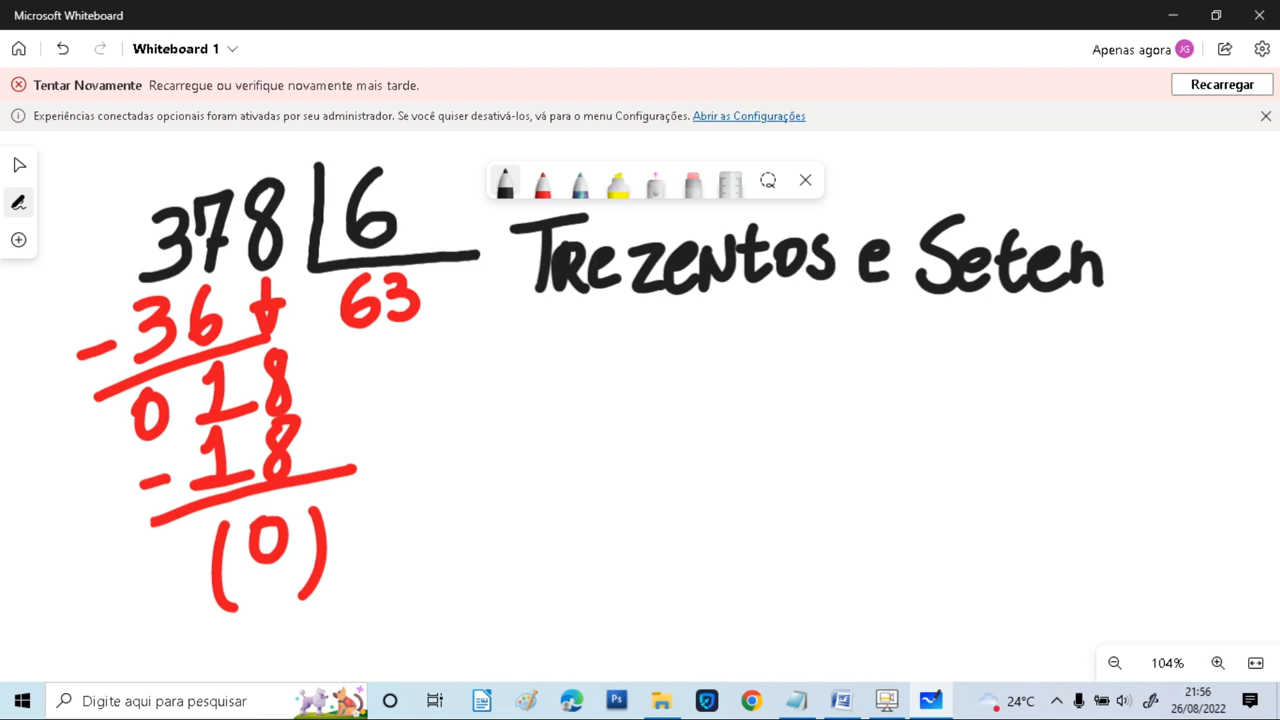 Microsoft Whiteboard
Whiteboard 1
Apenas agora JG
Tentar Novamente Recarregue ou verifique novamente mais tarde. Recarregar
Experiências conectadas opcionais foram ativadas por seu administrador. Se você quiser desativá-los, vá para o menu Configurações. Abrir as Configurações
378 6
- 36 63
018
- 18
(0)
Trezentos e Seten
104%
Digite aqui para pesquisar
Ps
24°C
21:56
26/08/2022